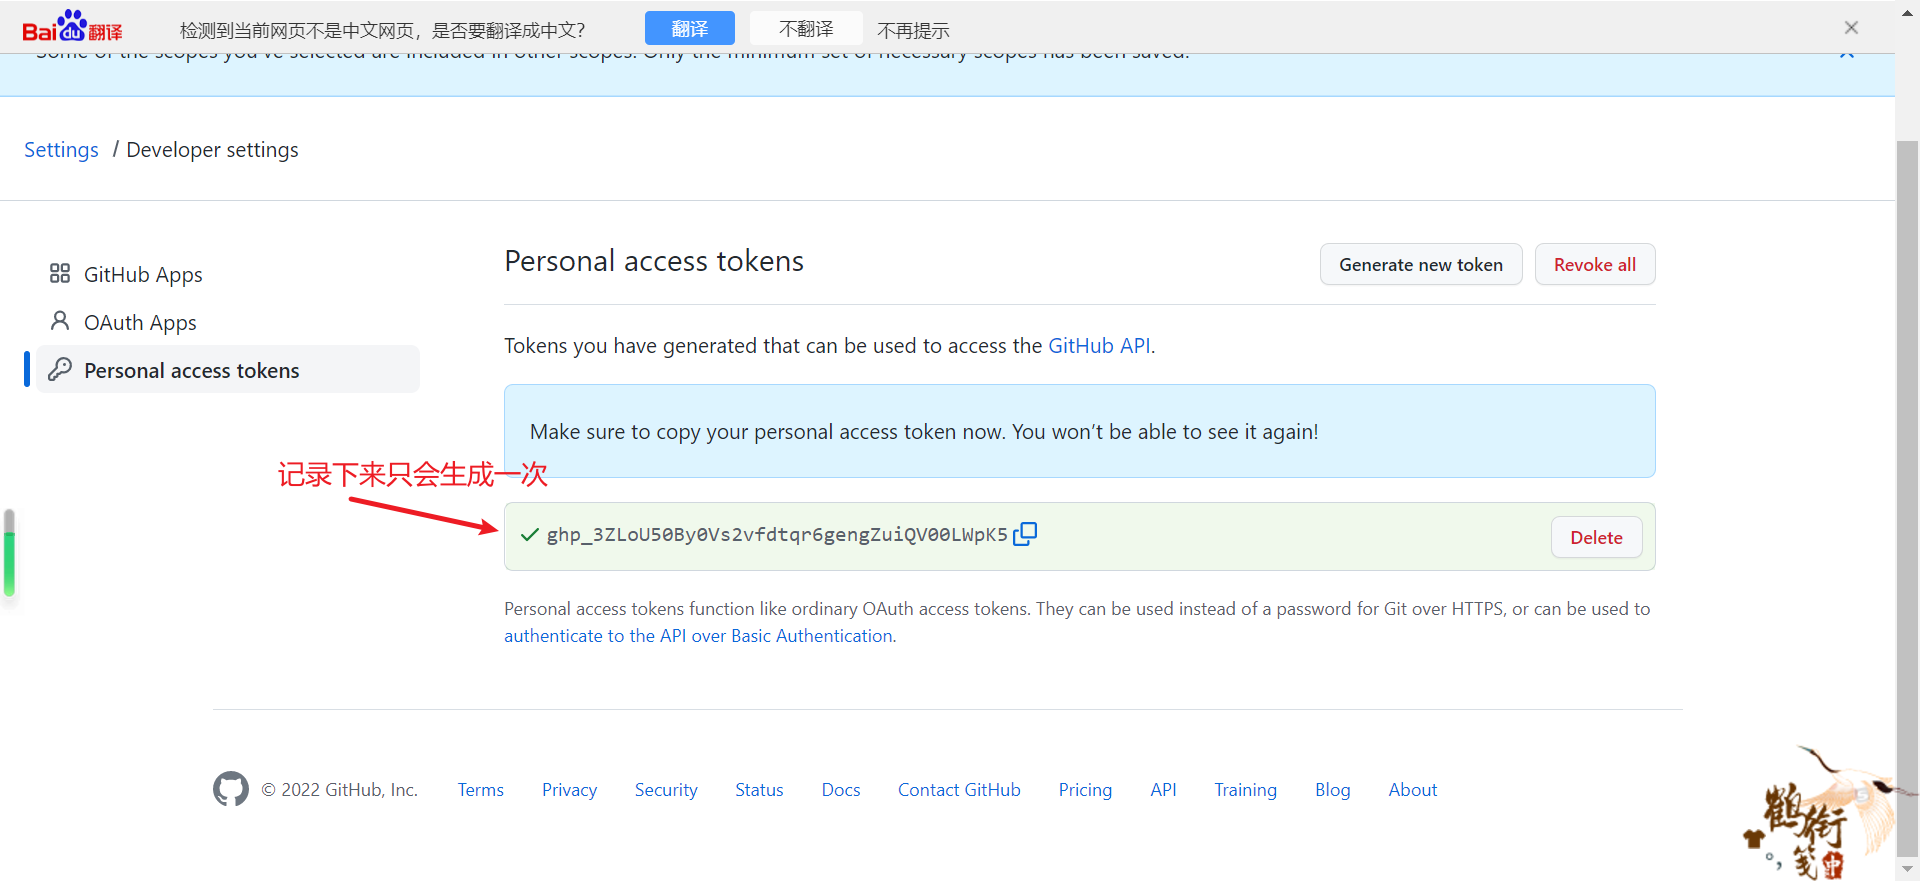 Bai du 翻译 检测到当前网页不是中文网页，是否要翻译成中文? 翻译 不翻译 不再提示
Some of the scopes you've selected are included in other scopes. Only the minimum set of necessary scopes has been saved.
Settings / Developer settings
GitHub Apps
OAuth Apps
Personal access tokens
Personal access tokens
Generate new token
Revoke all
Tokens you have generated that can be used to access the GitHub API.
Make sure to copy your personal access token now. You won’t be able to see it again!
记录下来只会生成一次
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
Delete
Personal access tokens function like ordinary OAuth access tokens. They can be used instead of a password for Git over HTTPS, or can be used to
authenticate to the API over Basic Authentication.
© 2022 GitHub, Inc. Terms Privacy Security Status Docs Contact GitHub Pricing API Training Blog About
鹤衔笺
中